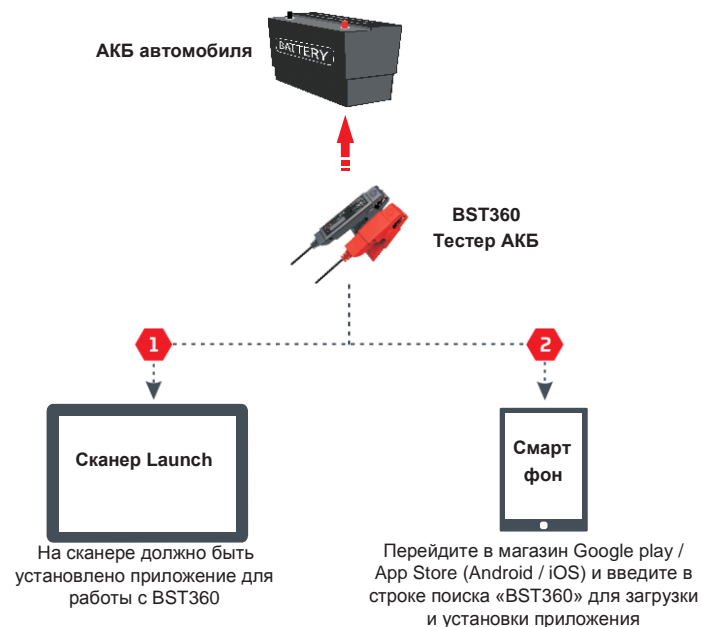 АКБ автомобиля
BATTERY
BST360
Тестер АКБ
1
2
Сканер Launch
Смарт
фон
На сканере должно быть
установлено приложение для
работы с BST360
Перейдите в магазин Google play /
App Store (Android / iOS) и введите в
строке поиска «BST360» для загрузки
и установки приложения